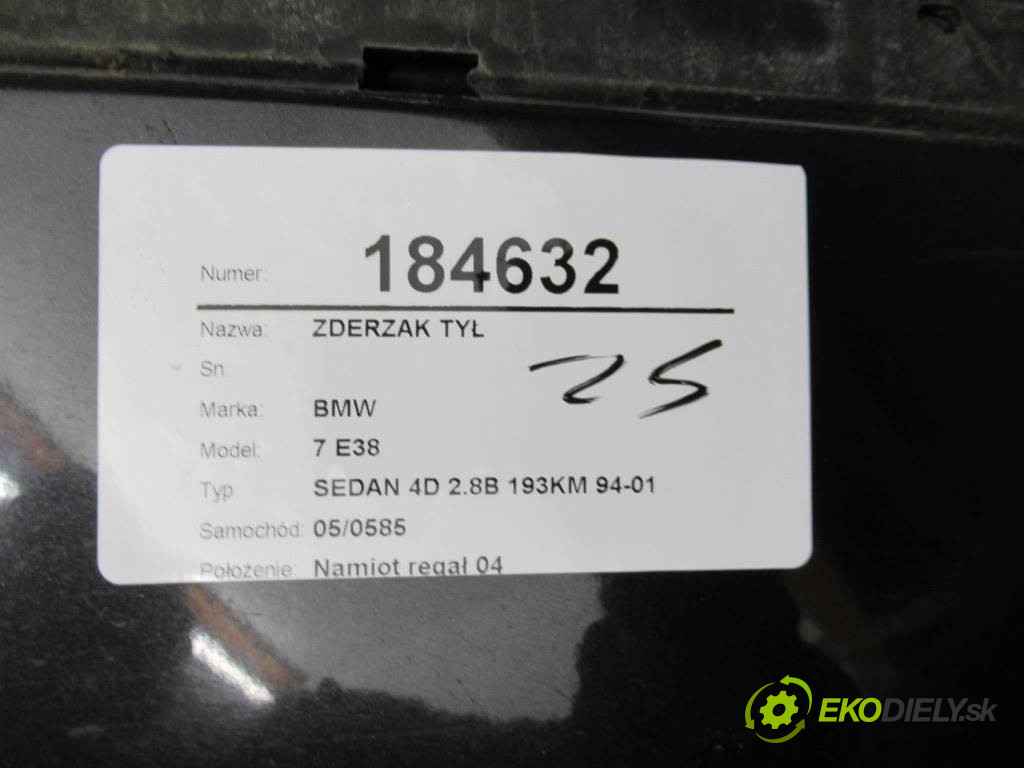 Numer: 184632
Nazwa: ZDERZAK TYŁ
Sn:
25
Marka: BMW
Model: 7 E38
Typ SEDAN 4D 2.8B 193KM 94-01
Samochód: 05/0585
Położenie: Namiot regał 04
EKODIELY.sk